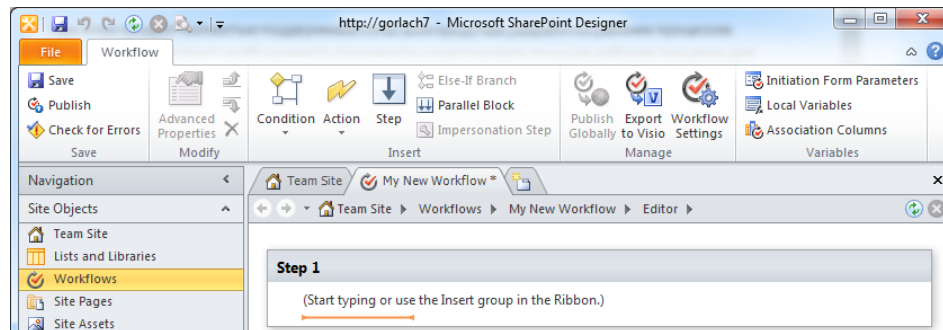 http://gorlach7 - Microsoft SharePoint Designer
File Workflow
Save
Publish
Check for Errors
Save
Advanced
Properties
Modify
Condition Action Step
Else-If Branch
Parallel Block
Impersonation Step
Insert
Publish
Globally
Export
to Visio
Workflow
Settings
Manage
Initiation Form Parameters
Local Variables
Association Columns
Variables
Navigation
Site Objects
Team Site
Lists and Libraries
Workflows
Site Pages
Site Assets
Team Site My New Workflow *
Team Site Workflows My New Workflow Editor
Step 1
(Start typing or use the Insert group in the Ribbon.)